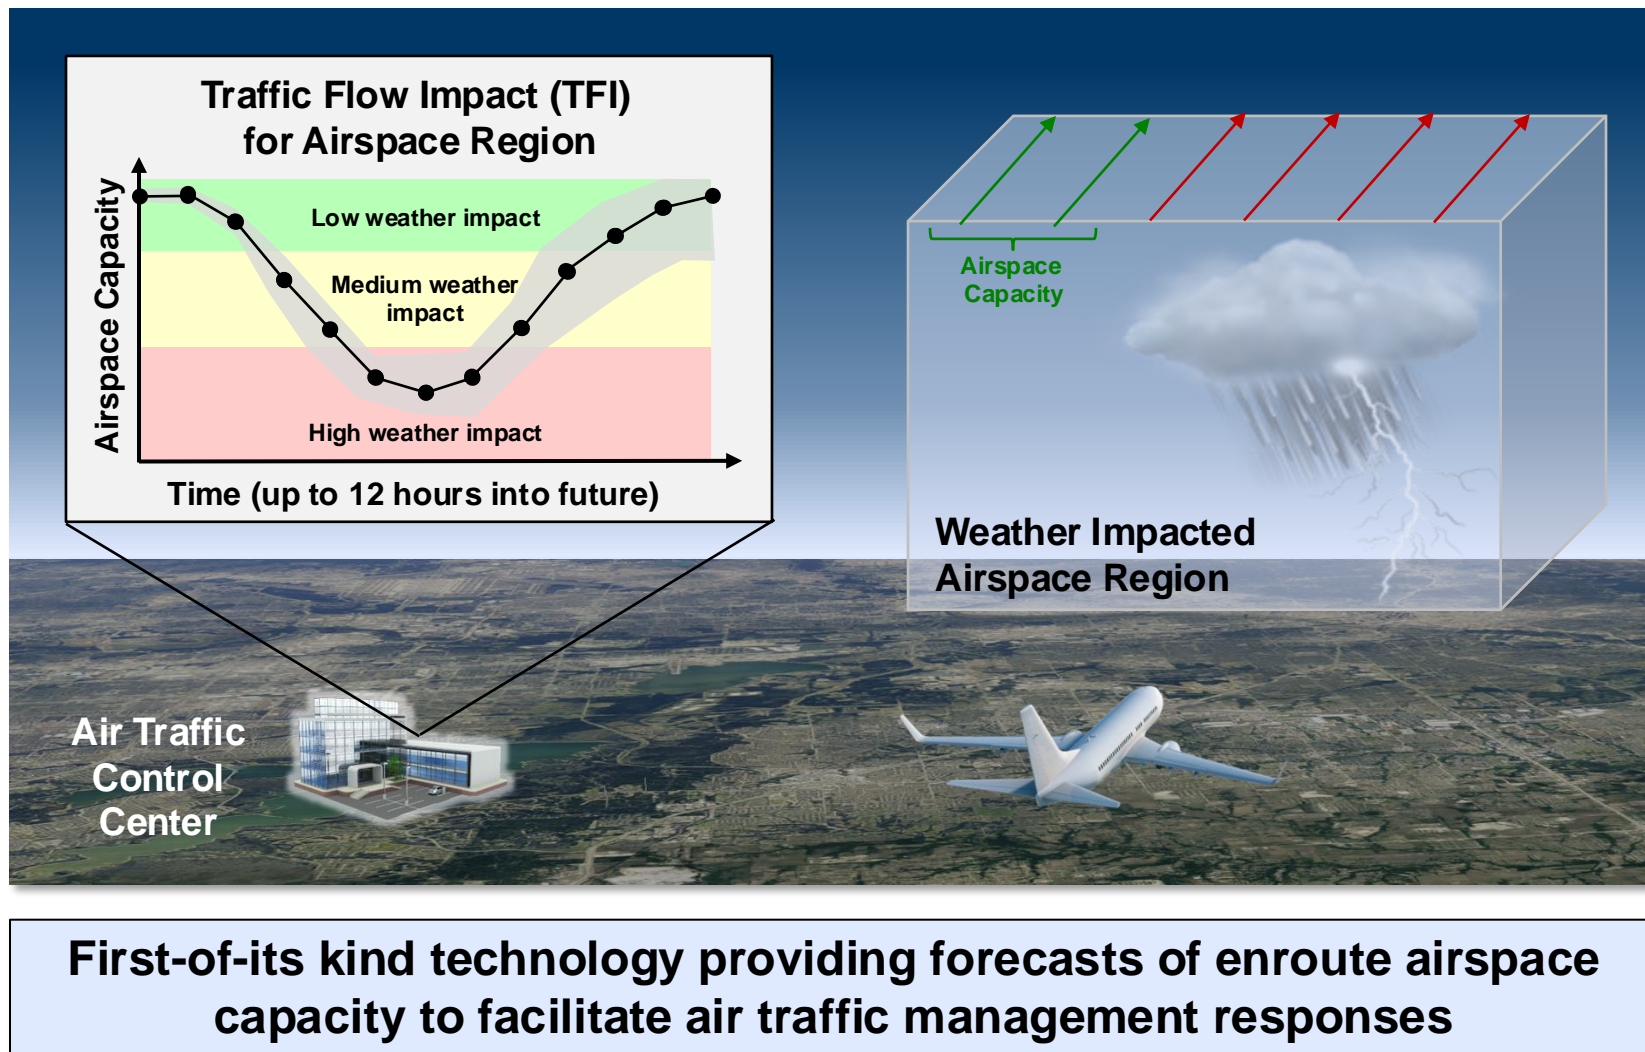 Traffic Flow Impact (TFI)
for Airspace Region
Airspace Capacity
Low weather impact
Medium weather
impact
High weather impact
Time (up to 12 hours into future)
Airspace
Capacity
Weather Impacted
Airspace Region
Air Traffic
Control
Center
First-of-its kind technology providing forecasts of enroute airspace
capacity to facilitate air traffic management responses